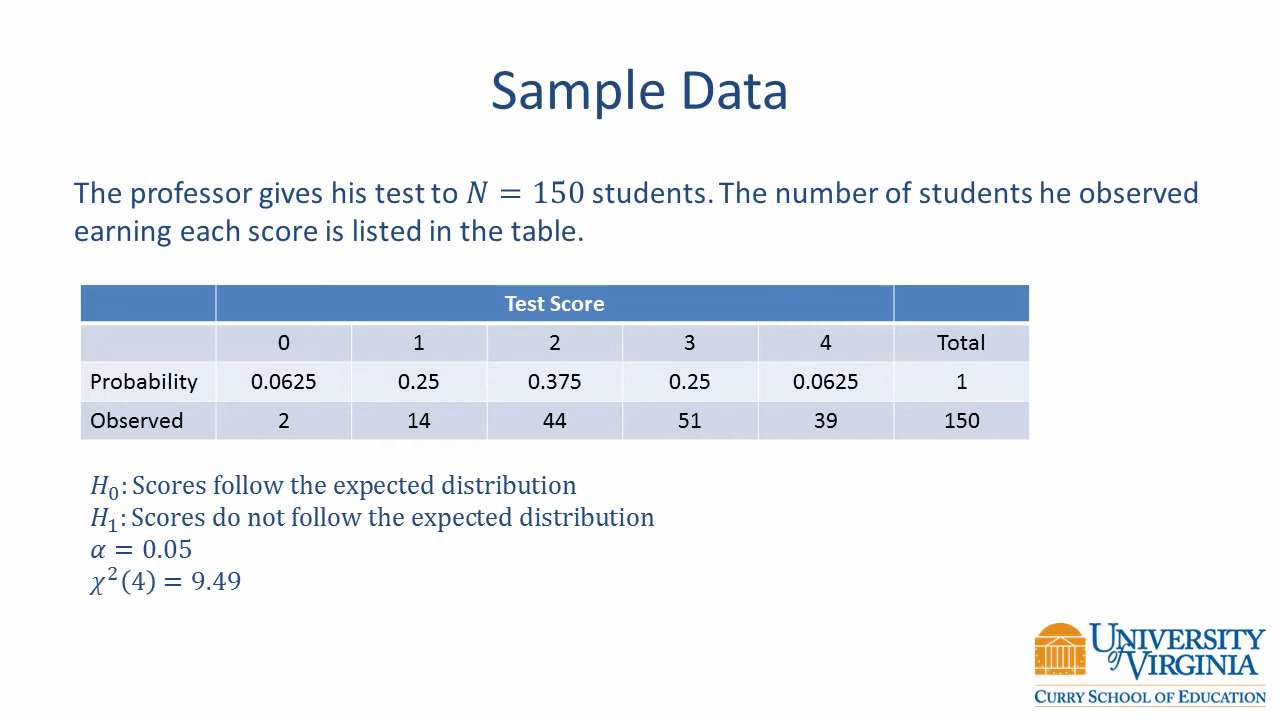 Sample Data
The professor gives his test to N = 150 students. The number of students he observed
earning each score is listed in the table.
Test Score
0 1 2 3 4 Total
Probability 0.0625 0.25 0.375 0.25 0.0625 1
Observed 2 14 44 51 39 150
H₀: Scores follow the expected distribution
H₁: Scores do not follow the expected distribution
α = 0.05
χ²(4) = 9.49
UNIVERSITY
of VIRGINIA
CURRY SCHOOL OF EDUCATION